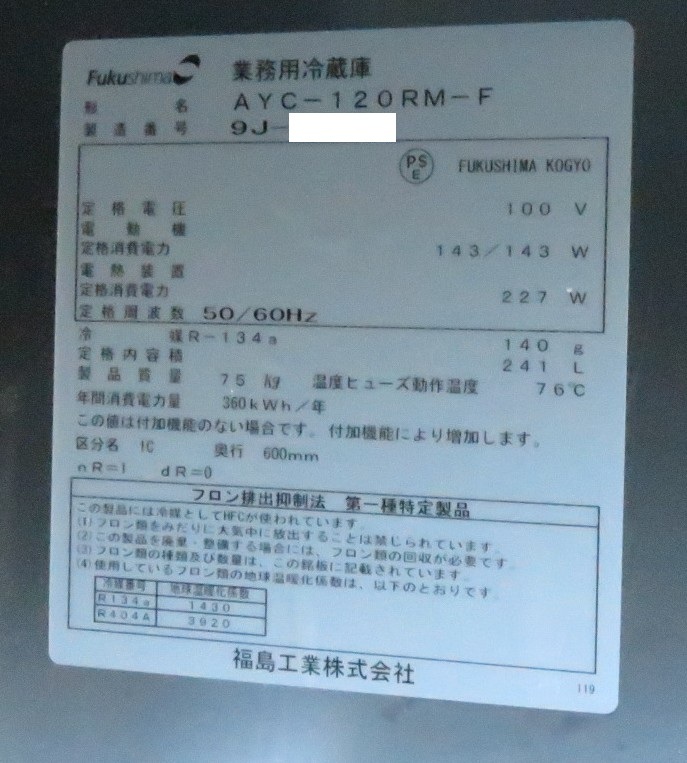 Fukushima 業務用冷蔵庫
形名 AYC-120RM-F
製造番号 9J-
PSE FUKUSHIMA KOGYO
定格電圧 100 V
電動機
定格消費電力 143/143 W
電熱装置
定格消費電力 227 W
定格周波数 50/60Hz
冷媒 R-134a 140 g
定格内容積 241 L
製品質量 75 kg 温度ヒューズ動作温度 76℃
年間消費電力量 360kWh/年
この値は付加機能のない場合です。付加機能により増加します。
区分名 1C 奥行 600mm
nR=1 dR=0
フロン排出抑制法 第一種特定製品
この製品には冷媒としてHFCが使われています。
(1)フロン類をみだりに大気中に放出することは禁じられています。
(2)この製品を廃棄・整備する場合には、フロン類の回収が必要です。
(3)フロン類の種類及び数量は、この銘板に記載されています。
(4)使用しているフロン類の地球温暖化係数は、以下のとおりです。
冷媒番号 地球温暖化係数
R134a 1430
R404A 3920
福島工業株式会社
119